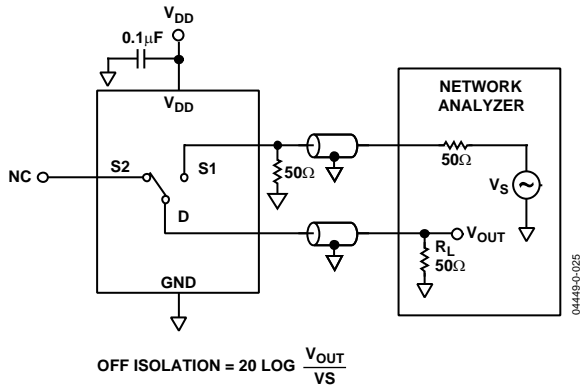 VDD
0.1µF
VDD
NETWORK
ANALYZER
S2
S1
NC
50Ω
50Ω
VS
D
VOUT
RL
50Ω
GND
04449-0-025
OFF ISOLATION = 20 LOG VOUT
VS